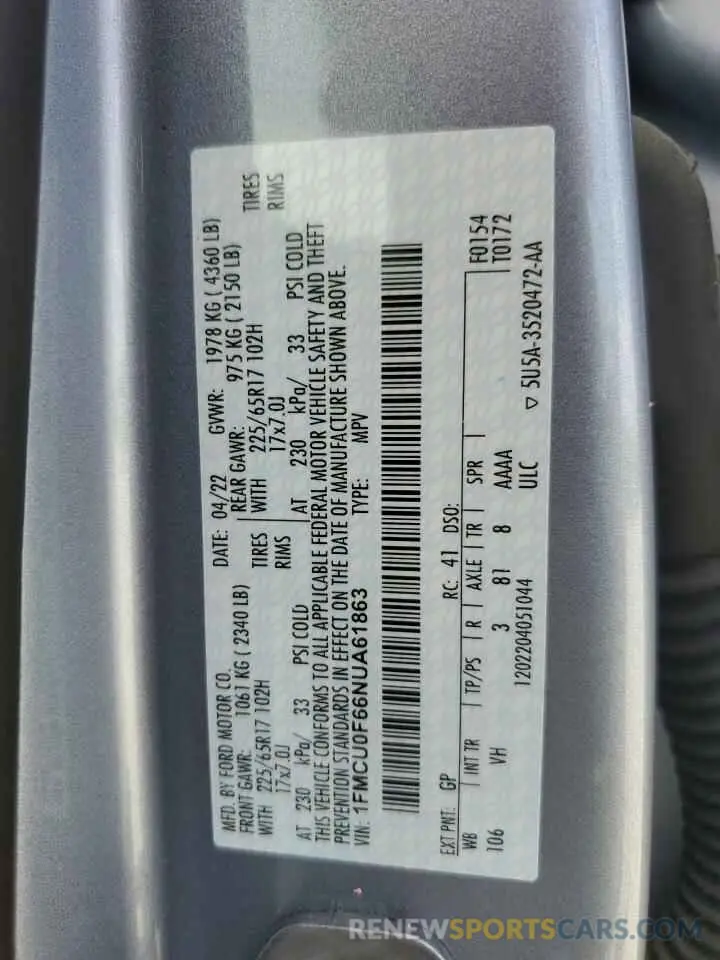 MFD. BY FORD MOTOR CO.
DATE: 04/22 GVWR: 1978 KG ( 4360 LB)
FRONT GAWR: 1061 KG ( 2340 LB) REAR GAWR: 975 KG ( 2150 LB)
WITH 225/65R17 102H TIRES WITH 225/65R17 102H TIRES
17x7.0J RIMS 17x7.0J RIMS
AT 230 kPa/ 33 PSI COLD AT 230 kPa/ 33 PSI COLD
THIS VEHICLE CONFORMS TO ALL APPLICABLE FEDERAL MOTOR VEHICLE SAFETY AND THEFT
PREVENTION STANDARDS IN EFFECT ON THE DATE OF MANUFACTURE SHOWN ABOVE.
VIN: 1FMCU0F66NUA61863 TYPE: MPV
EXT PNT: GP RC: 41 DSO: F0154
WB INT TR TP/PS R AXLE TR SPR T0172
106 VH 3 81 8 AAAA
1202204051044 ULC ▽ 5U5A-3520472-AA
RENEWSPORTSCARS.COM